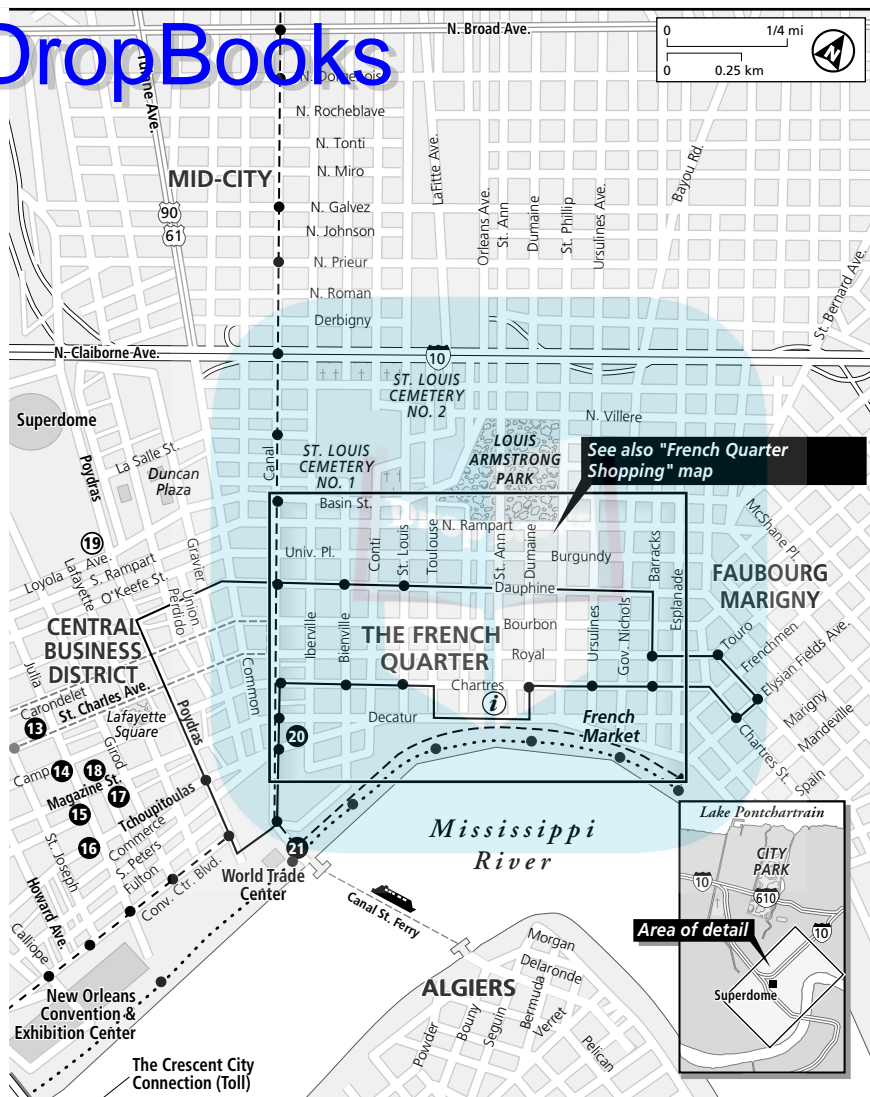 DropBooks
N. Broad Ave.
0 1/4 mi
0 0.25 km
N
Tulane Ave.
N. Dorgenois
N. Rocheblave
N. Tonti
N. Miro
MID-CITY
90
61
N. Galvez
N. Johnson
N. Prieur
N. Roman
Derbigny
LaFitte Ave.
Orleans Ave.
St. Ann
Dumaine
St. Phillip
Ursulines Ave.
Bayou Rd.
St. Bernard Ave.
N. Claiborne Ave.
10
ST. LOUIS
CEMETERY
NO. 2
N. Villere
Superdome
Poydras
La Salle St.
Duncan
Plaza
Canal
ST. LOUIS
CEMETERY
NO. 1
LOUIS
ARMSTRONG
PARK
See also "French Quarter
Shopping" map
Basin St.
N. Rampart
Univ. Pl.
Conti
St. Louis
Toulouse
St. Ann
Dumaine
Burgundy
Barracks
Esplanade
McShane Pl.
FAUBOURG
MARIGNY
19
Loyola Ave.
Lafayette
S. Rampart
O'Keefe St.
Gravier
Union
Perdido
Dauphine
Iberville
Bienville
THE FRENCH
QUARTER
Bourbon
Royal
Ursulines
Gov. Nichols
Chartres
i
Decatur
French
Market
Touro
Frenchmen
Elysian Fields Ave.
Marigny
Mandeville
Chartres St.
Spain
CENTRAL
BUSINESS
DISTRICT
Julia
Carondelet
St. Charles Ave.
Common
13
Lafayette
Square
Poydras
20
Camp
14
18
Girod
Magazine St.
17
15
Tchoupitoulas
16
Commerce
S. Peters
Fulton
St. Joseph
Conv. Ctr. Blvd.
Howard Ave.
Calliope
21
World Trade
Center
Mississippi
River
Canal St. Ferry
New Orleans
Convention &
Exhibition Center
The Crescent City
Connection (Toll)
ALGIERS
Morgan
Delaronde
Bermuda
Verret
Seguin
Bouny
Powder
Pelican
Lake Pontchartrain
CITY
PARK
10
610
10
Area of detail
Superdome